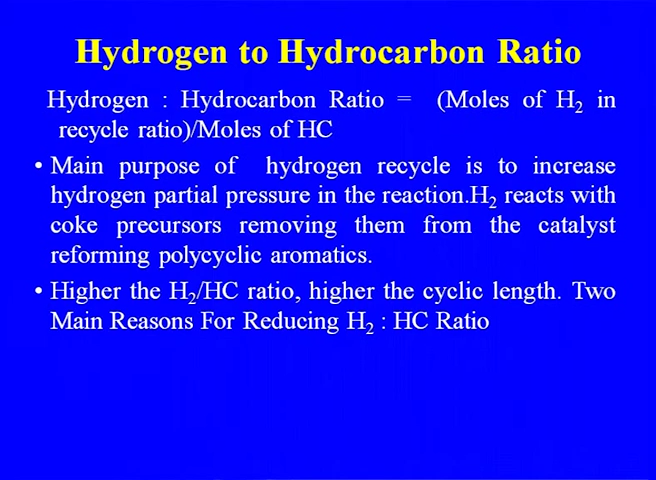 Hydrogen to Hydrocarbon Ratio
Hydrogen : Hydrocarbon Ratio = (Moles of H₂ in
recycle ratio)/Moles of HC
• Main purpose of hydrogen recycle is to increase
hydrogen partial pressure in the reaction.H₂ reacts with
coke precursors removing them from the catalyst
reforming polycyclic aromatics.
• Higher the H₂/HC ratio, higher the cyclic length. Two
Main Reasons For Reducing H₂ : HC Ratio